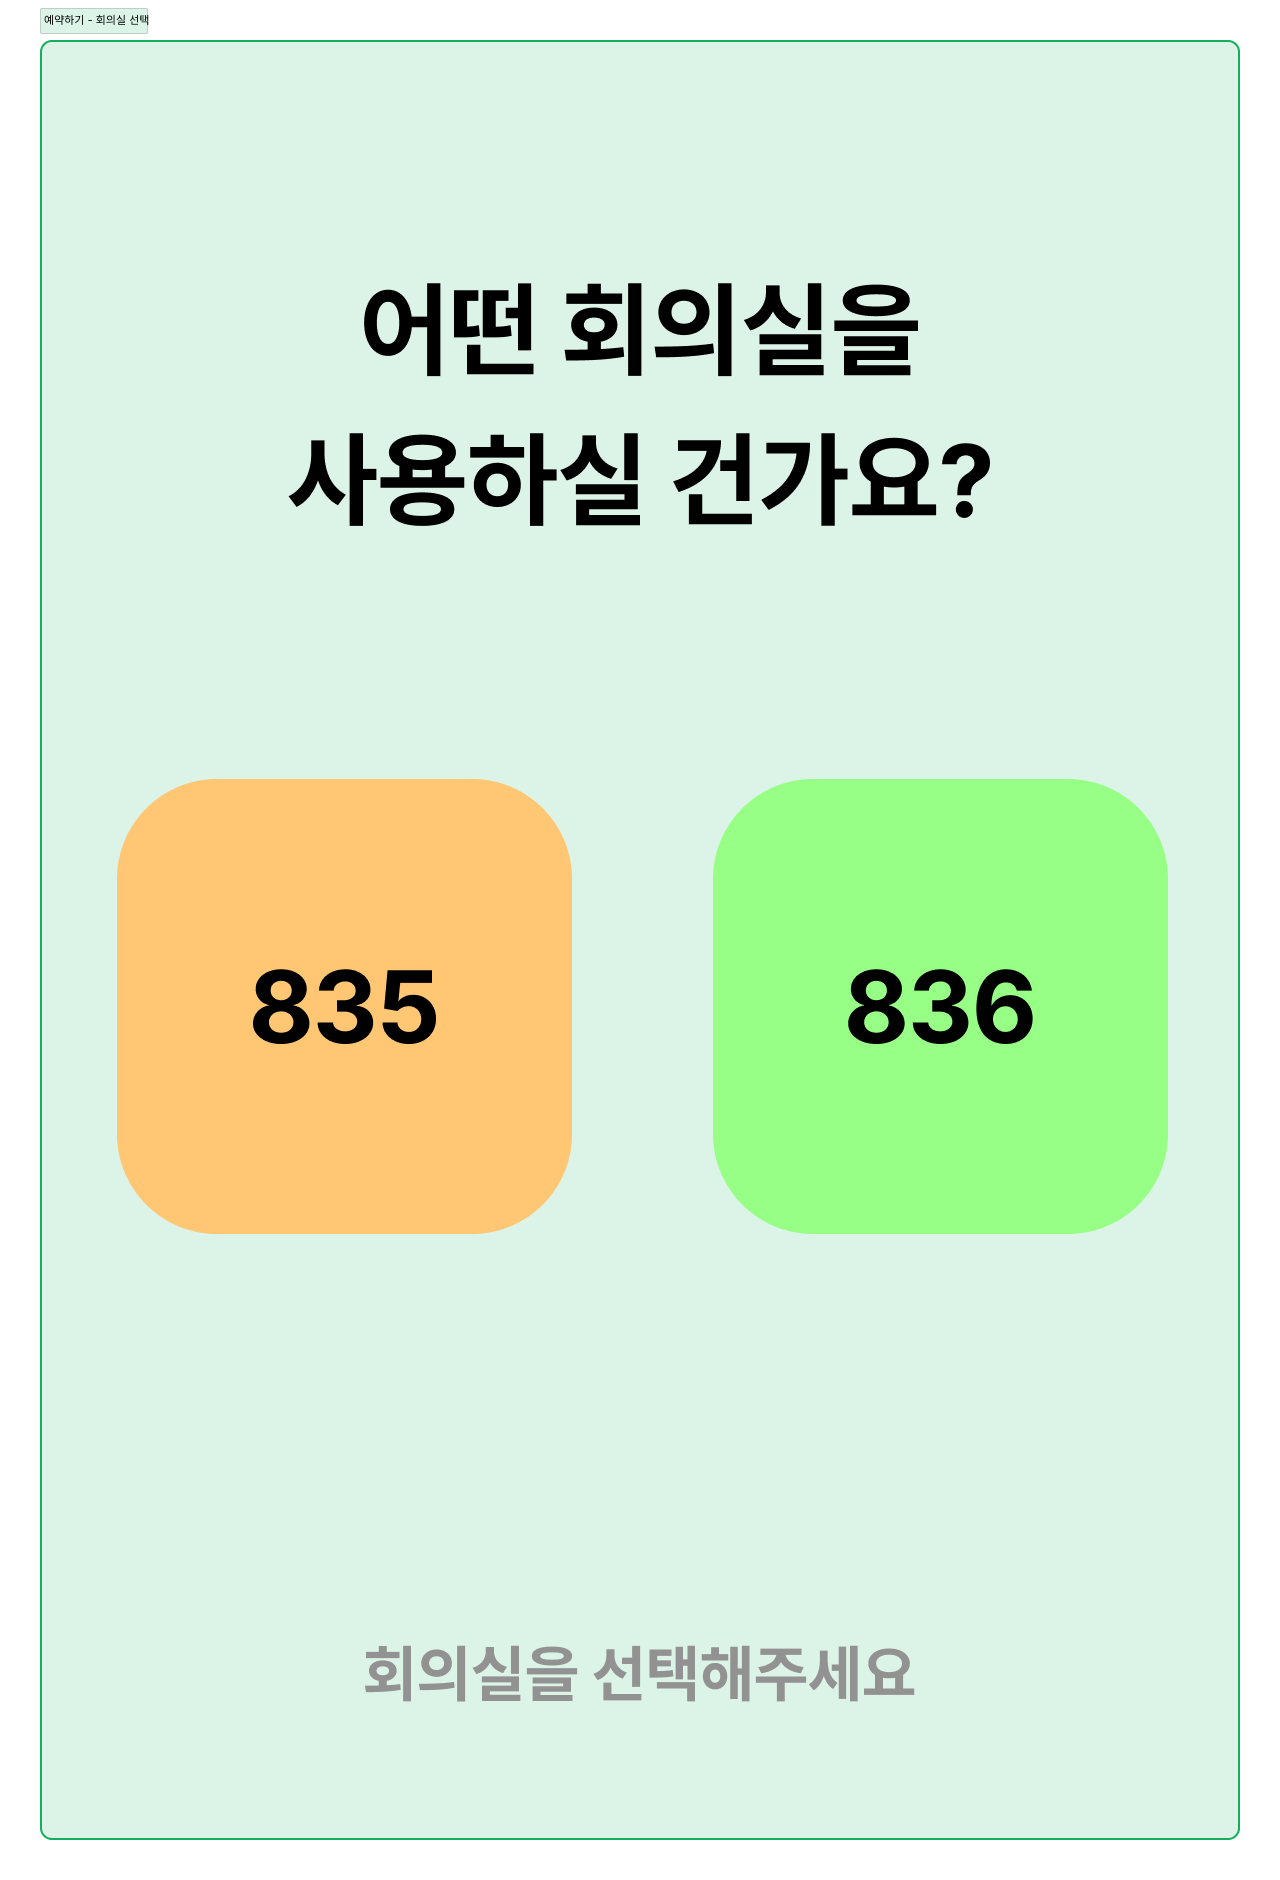 예약하기 - 회의실 선택
어떤 회의실을
사용하실 건가요?
835
836
회의실을 선택해주세요